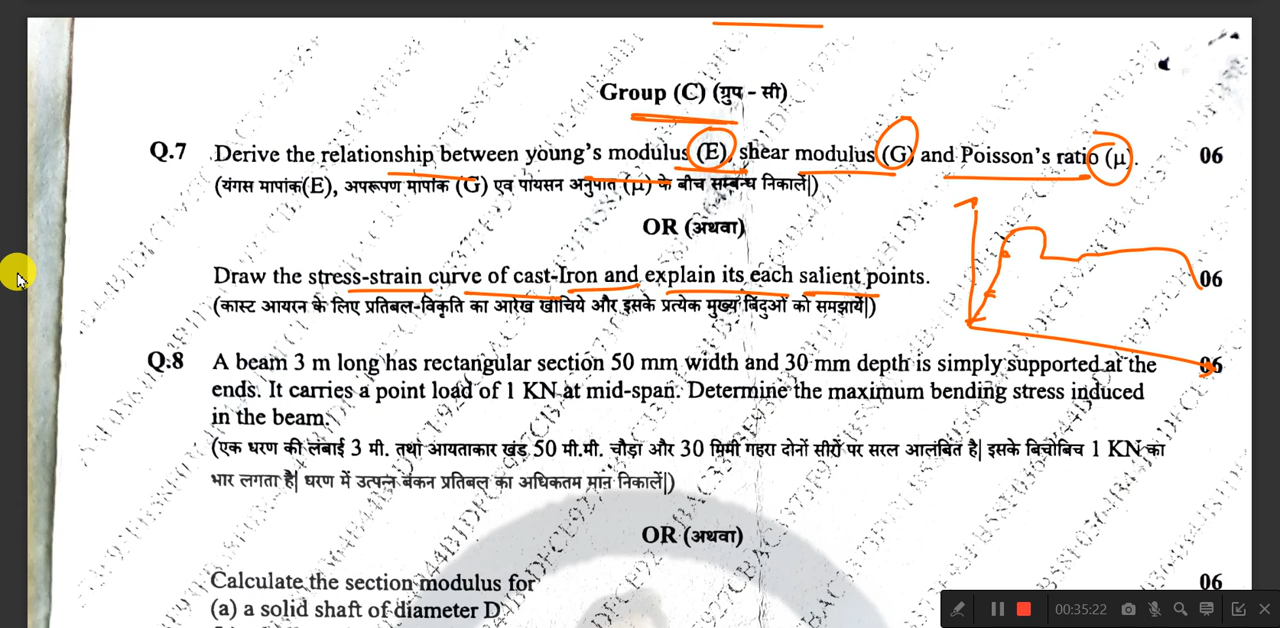 Group (C) (ग्रुप - सी)
Q.7 Derive the relationship between young's modulus (E), shear modulus (G) and Poisson's ratio (μ). 06
(यंगस मापांक(E), अपरूपण मापांक (G) एवं पॉयसन अनुपात (μ) के बीच सम्बन्ध निकालें|)
OR (अथवा)
Draw the stress-strain curve of cast-Iron and explain its each salient points. 06
(कास्ट आयरन के लिए प्रतिबल-विकृति का आरेख खींचिये और इसके प्रत्येक मुख्य बिंदुओं को समझायें|)
Q.8 A beam 3 m long has rectangular section 50 mm width and 30 mm depth is simply supported at the 06
ends. It carries a point load of 1 KN at mid-span. Determine the maximum bending stress induced
in the beam.
(एक धरण की लंबाई 3 मी. तथा आयताकार खंड 50 मी.मी. चौड़ा और 30 मिमी गहरा दोनों सीरों पर सरल आलंबित है| इसके बिचोबिच 1 KN का
भार लगता है| धरण में उत्पन्न बंकन प्रतिबल का अधिकतम मान निकालें|)
OR (अथवा)
Calculate the section modulus for 06
(a) a solid shaft of diameter D
00:35:22